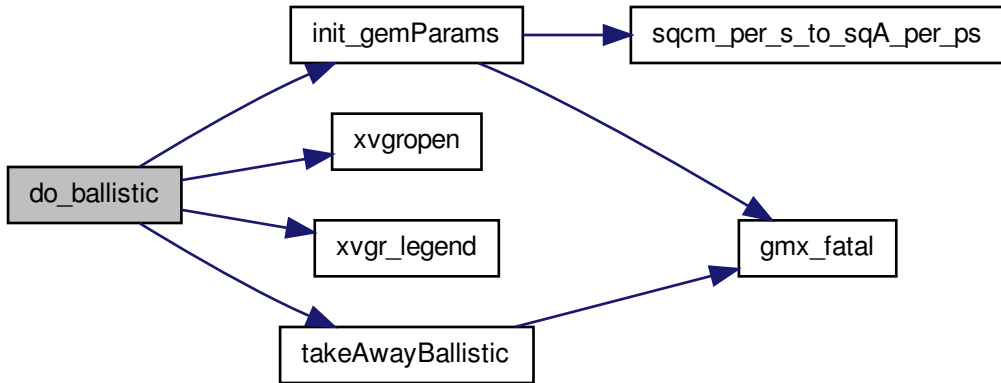 init_gemParams
sqcm_per_s_to_sqA_per_ps
xvgropen
do_ballistic
xvgr_legend
gmx_fatal
takeAwayBallistic